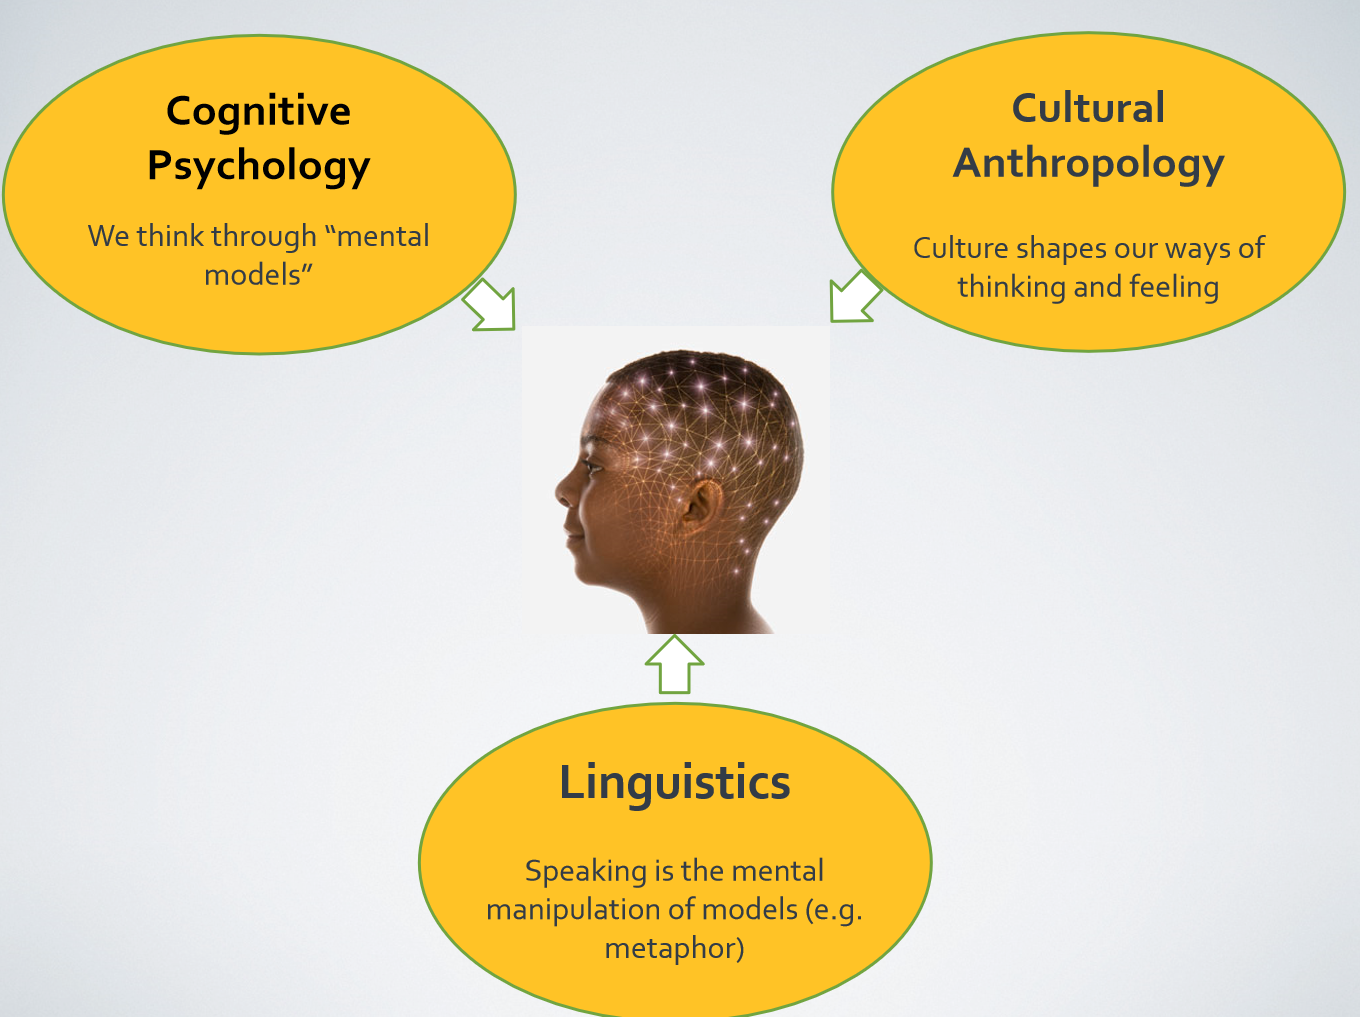 Cognitive
Psychology
We think through “mental
models”
Cultural
Anthropology
Culture shapes our ways of
thinking and feeling
Linguistics
Speaking is the mental
manipulation of models (e.g.
metaphor)